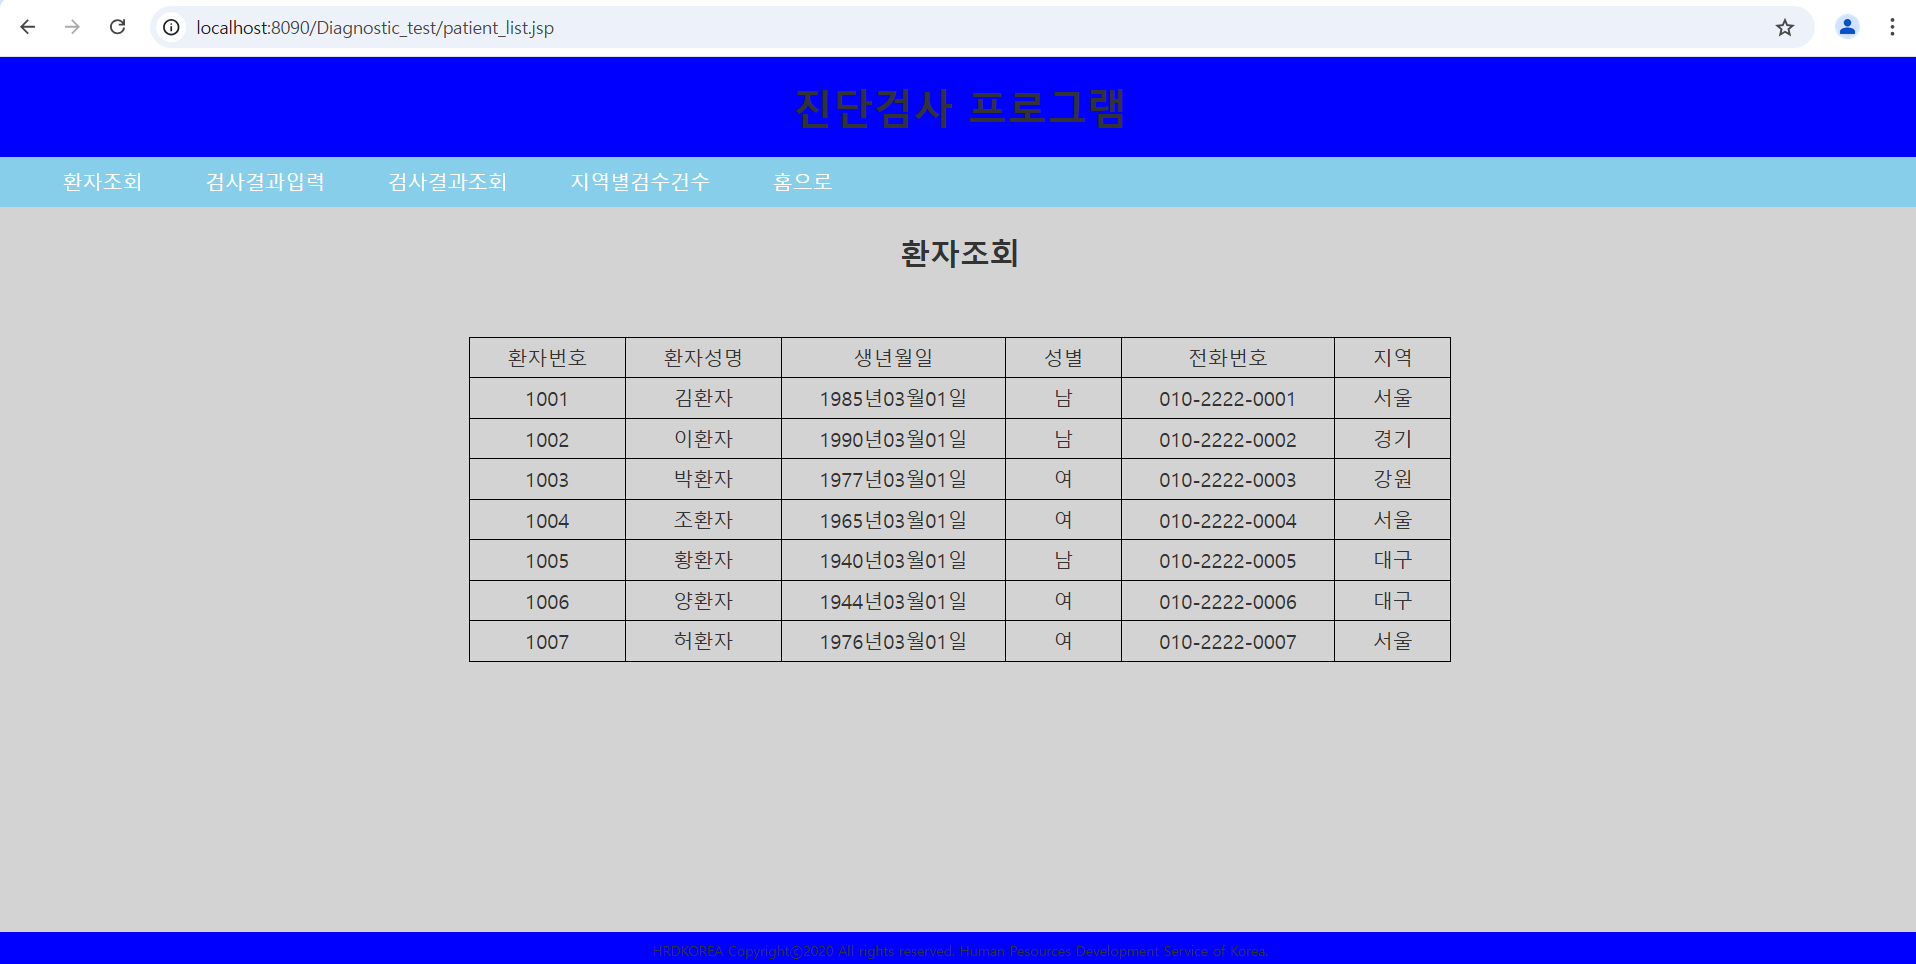 localhost:8090/Diagnostic_test/patient_list.jsp
진단검사 프로그램
환자조회 검사결과입력 검사결과조회 지역별검수건수 홈으로
환자조회
환자번호 환자성명 생년월일 성별 전화번호 지역
1001 김환자 1985년03월01일 남 010-2222-0001 서울
1002 이환자 1990년03월01일 남 010-2222-0002 경기
1003 박환자 1977년03월01일 여 010-2222-0003 강원
1004 조환자 1965년03월01일 여 010-2222-0004 서울
1005 황환자 1940년03월01일 남 010-2222-0005 대구
1006 양환자 1944년03월01일 여 010-2222-0006 대구
1007 허환자 1976년03월01일 여 010-2222-0007 서울
HRDKOREA Copyrightⓒ2020 All rights reserved. Human Pesources Development Service of Korea.